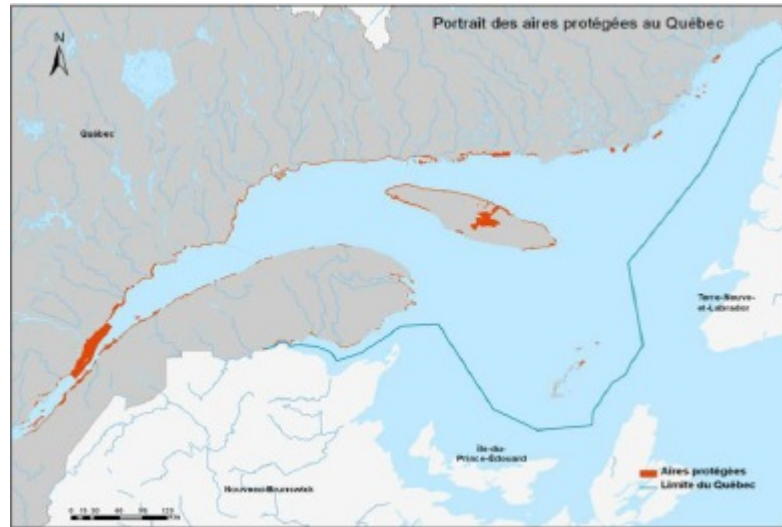 Portrait des aires protégées au Québec
N
Québec
Terre-Neuve-
et-Labrador
Île-du-
Prince-Édouard
Aires protégées
Limite du Québec
Nouveau-Brunswick